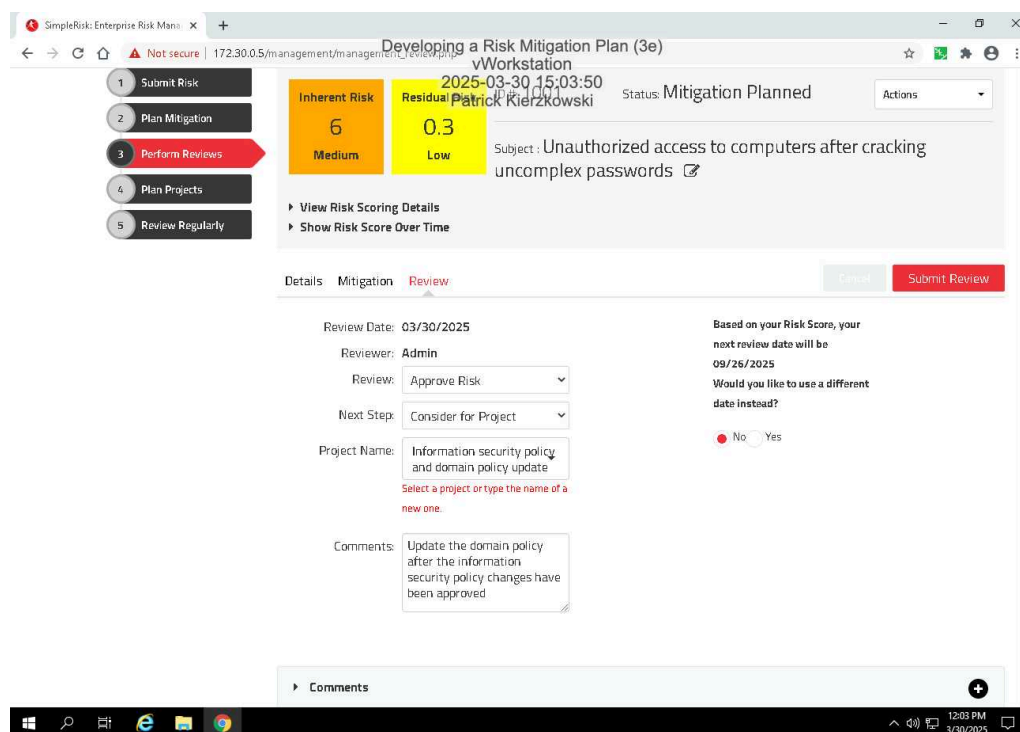 SimpleRisk: Enterprise Risk Mana
Not secure | 172.30.0.5/management/management_review.php
Developing a Risk Mitigation Plan (3e)
vWorkstation
2025-03-30 15:03:50
Patrick Kierzkowski
1 Submit Risk
2 Plan Mitigation
3 Perform Reviews
4 Plan Projects
5 Review Regularly
Inherent Risk
6
Medium
Residual Risk
0.3
Low
ID #: 1001
Status: Mitigation Planned
Actions
Subject : Unauthorized access to computers after cracking
uncomplex passwords
View Risk Scoring Details
Show Risk Score Over Time
Details Mitigation Review
Cancel
Submit Review
Review Date: 03/30/2025
Reviewer: Admin
Review: Approve Risk
Next Step: Consider for Project
Project Name: Information security policy
and domain policy update
Select a project or type the name of a
new one.
Comments: Update the domain policy
after the information
security policy changes have
been approved
Based on your Risk Score, your
next review date will be
09/26/2025
Would you like to use a different
date instead?
No Yes
Comments
12:03 PM
3/30/2025